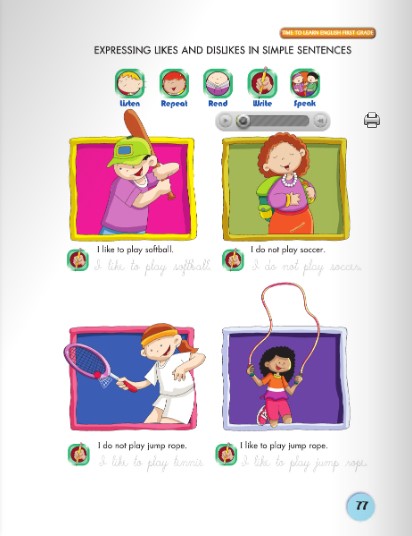 TIME TO LEARN ENGLISH FIRST GRADE
EXPRESSING LIKES AND DISLIKES IN SIMPLE SENTENCES
Listen Repeat Read Write Speak
I like to play softball. I do not play soccer.
I like to play softball. I do not play soccer.
I do not play jump rope. I like to play jump rope.
I like to play tennis. I like to play jump rope.
77